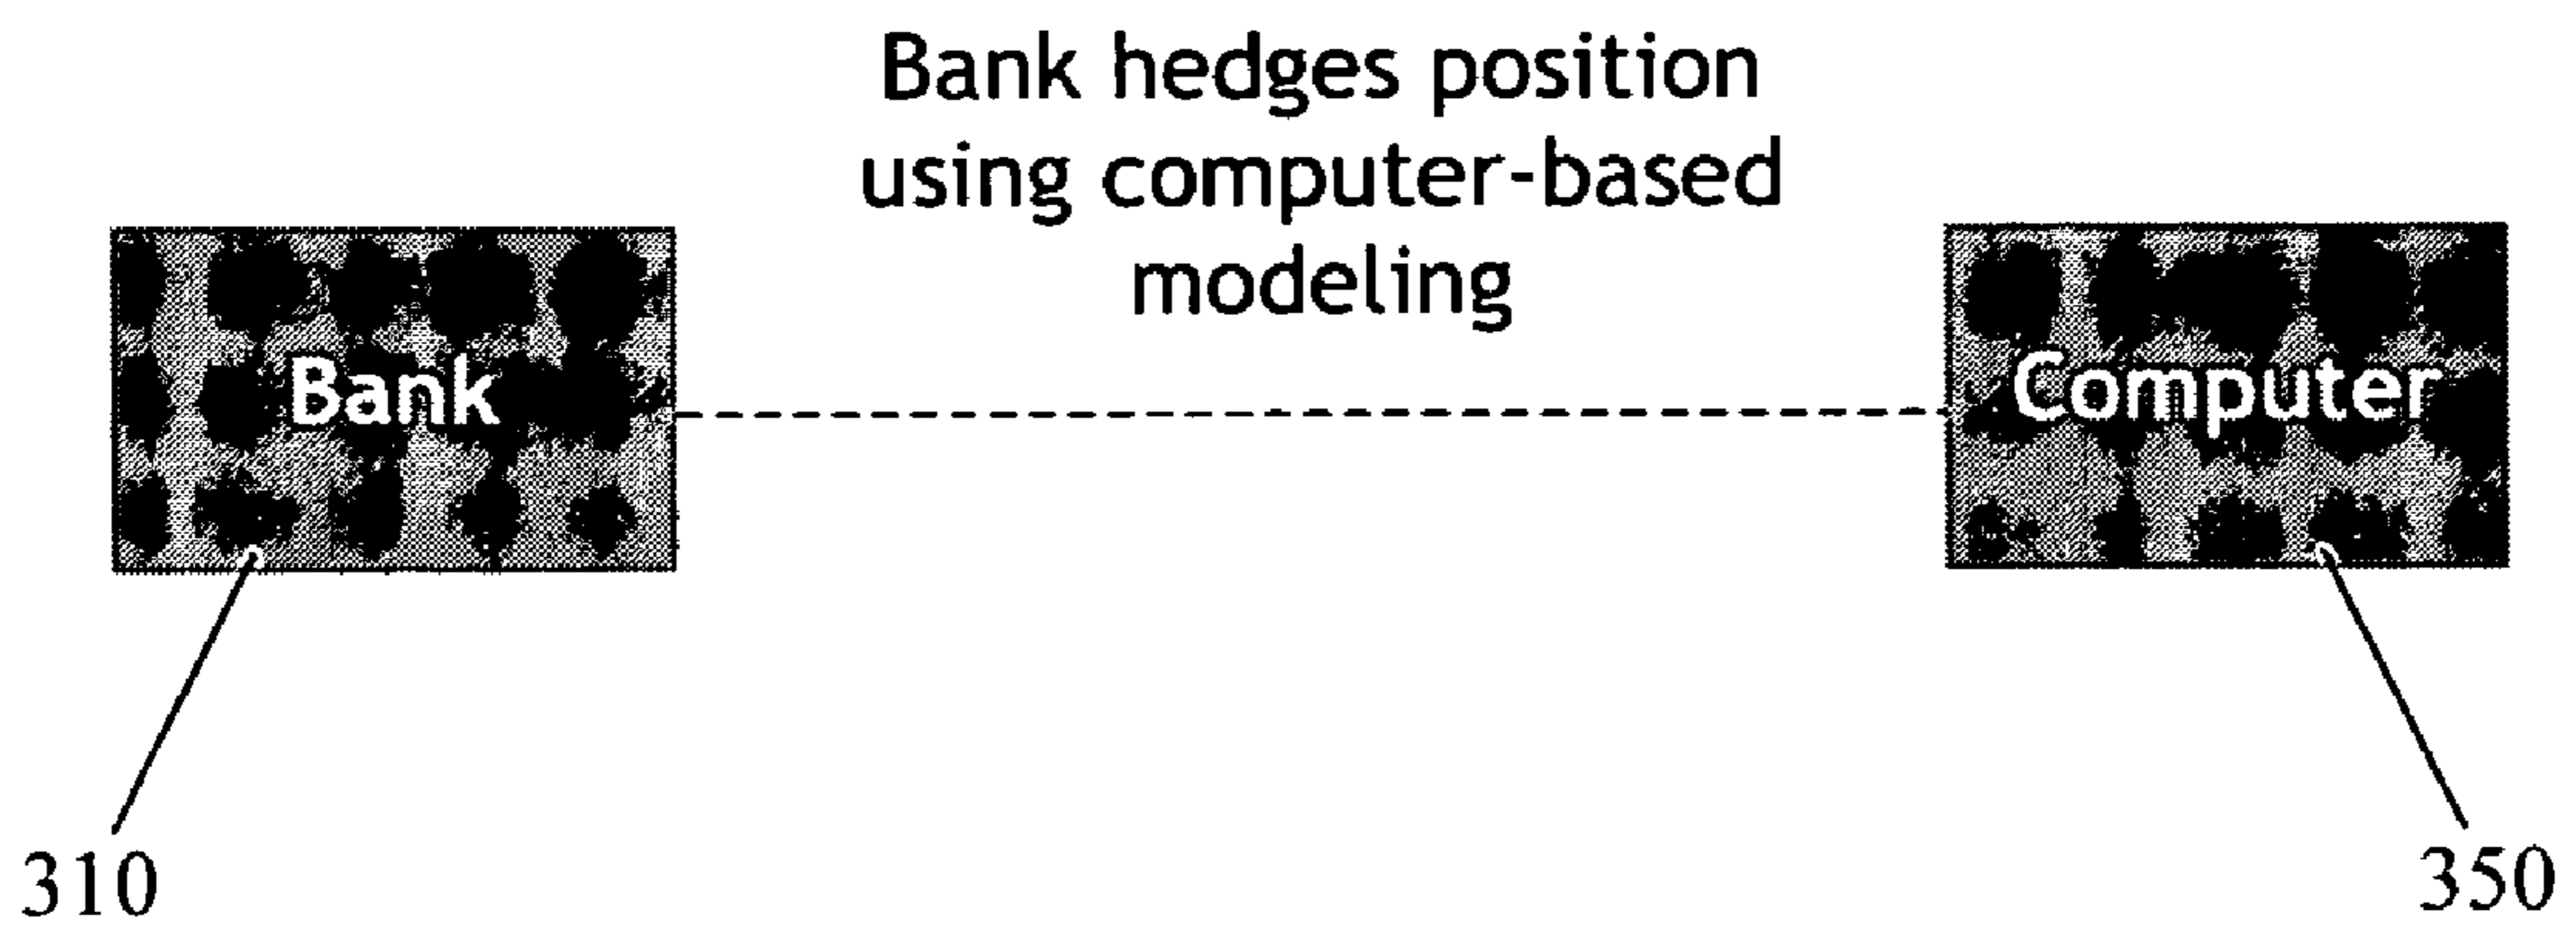 Bank hedges position
using computer-based
modeling
Bank
Computer
310
350